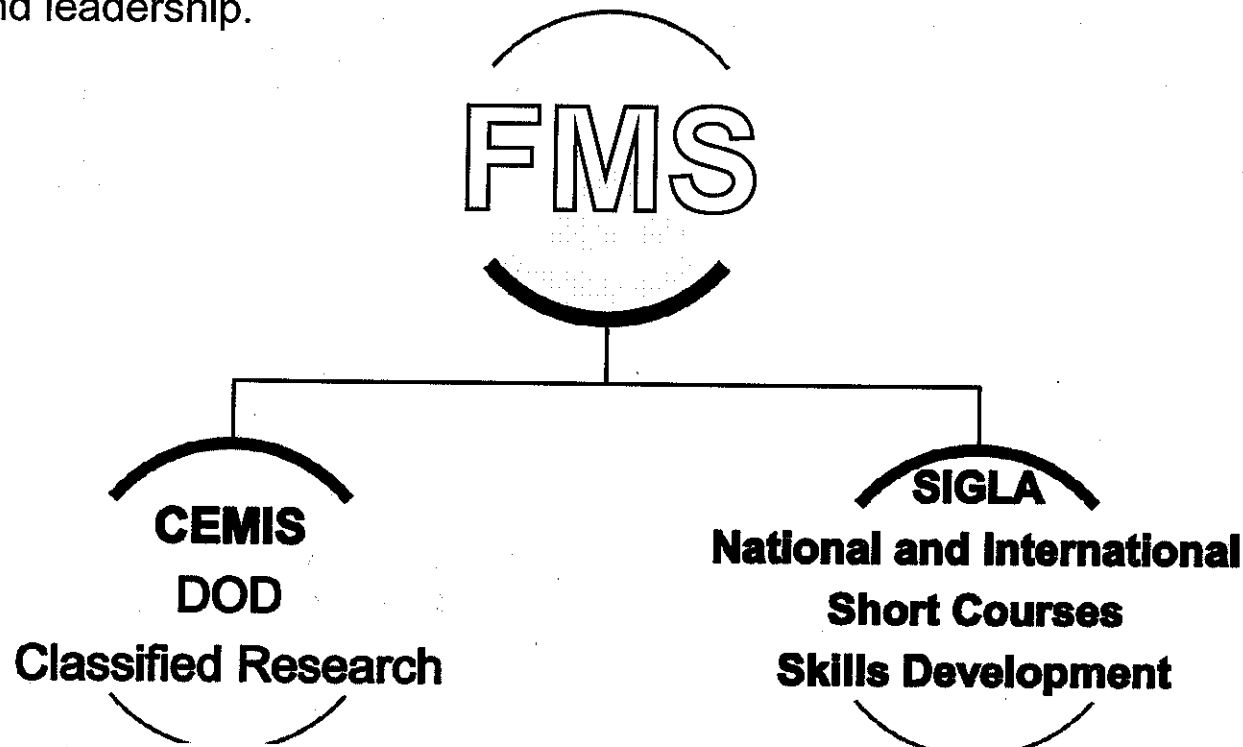 nd leadership.
FMS
CEMIS
DOD
Classified Research
SIGLA
National and International
Short Courses
Skills Development